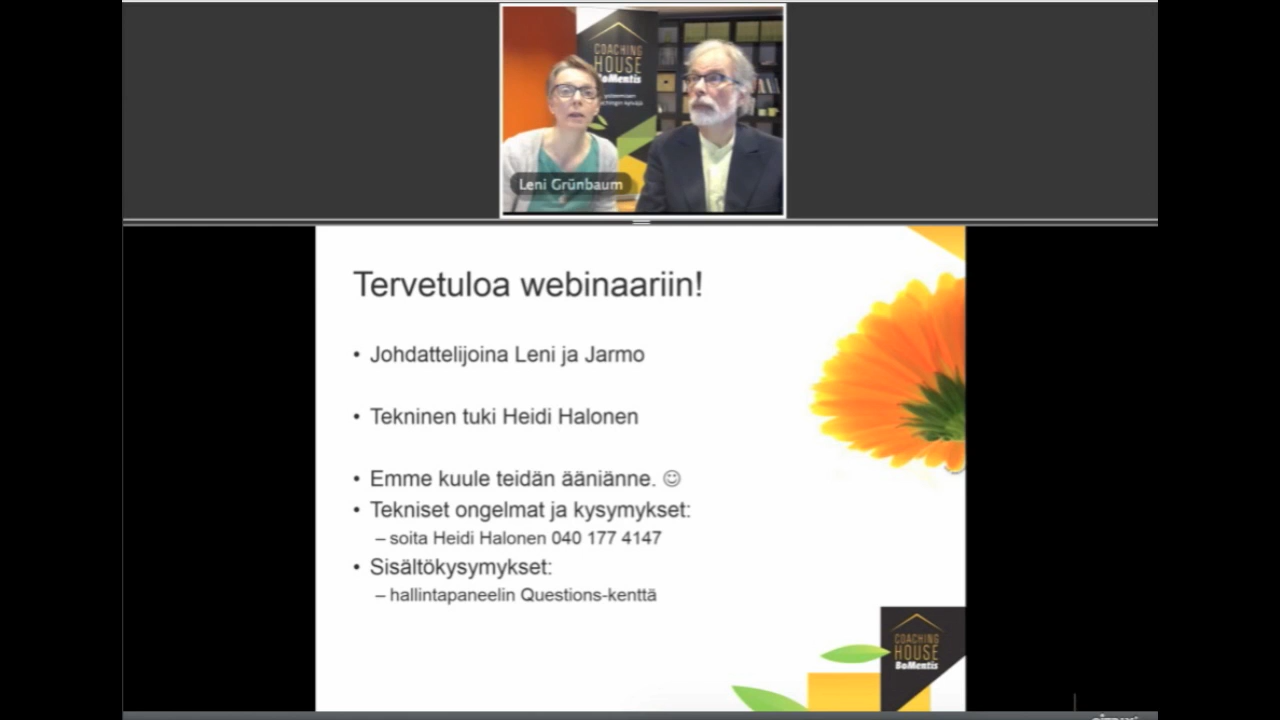 COACHING
HOUSE
BoMentis
Leni Grünbaum
Tervetuloa webinaariin!
• Johdattelijoina Leni ja Jarmo
• Tekninen tuki Heidi Halonen
• Emme kuule teidän ääniänne. ☺
• Tekniset ongelmat ja kysymykset:
– soita Heidi Halonen 040 177 4147
• Sisältökysymykset:
– hallintapaneelin Questions-kenttä
COACHING
HOUSE
BoMentis